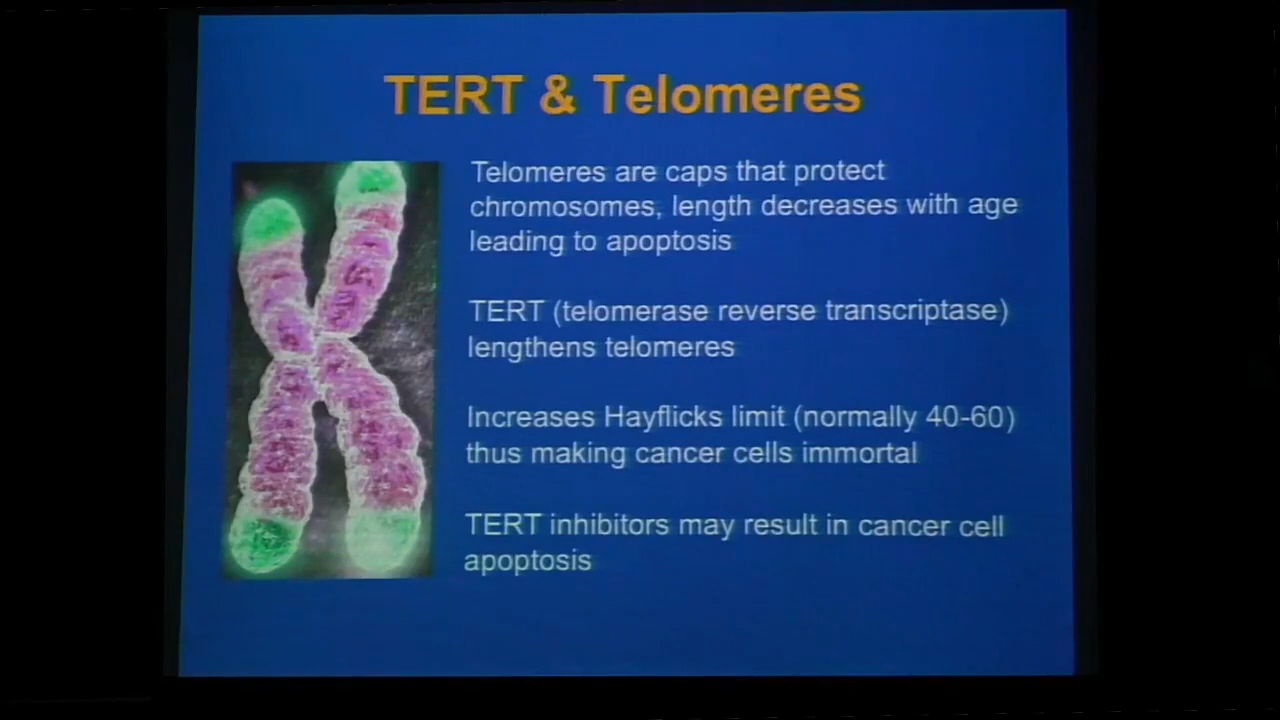 TERT & Telomeres
Telomeres are caps that protect
chromosomes, length decreases with age
leading to apoptosis
TERT (telomerase reverse transcriptase)
lengthens telomeres
Increases Hayflicks limit (normally 40-60)
thus making cancer cells immortal
TERT inhibitors may result in cancer cell
apoptosis